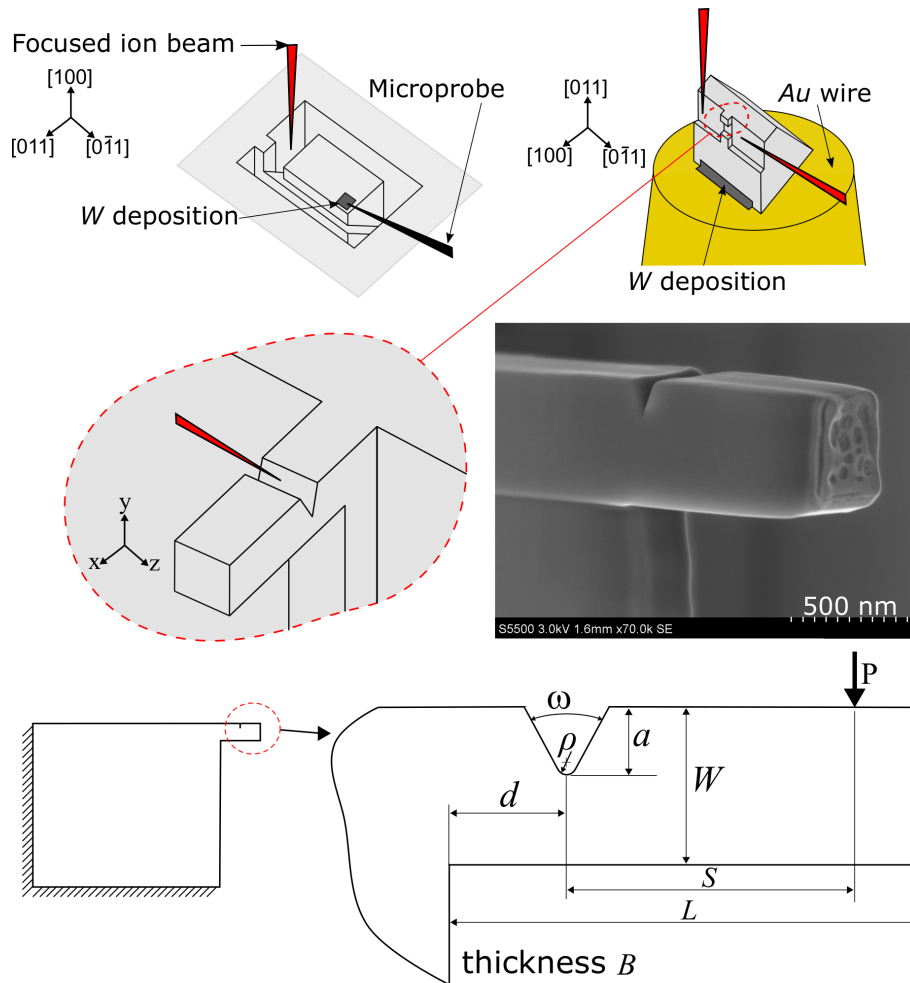 Focused ion beam
[100]
[011]
[01̄1]
Microprobe
W deposition
[011]
[100]
[01̄1]
Au wire
W deposition
y
x
z
500 nm
S5500 3.0kV 1.6mm x70.0k SE
P
ω
ρ
a
W
d
S
L
thickness B